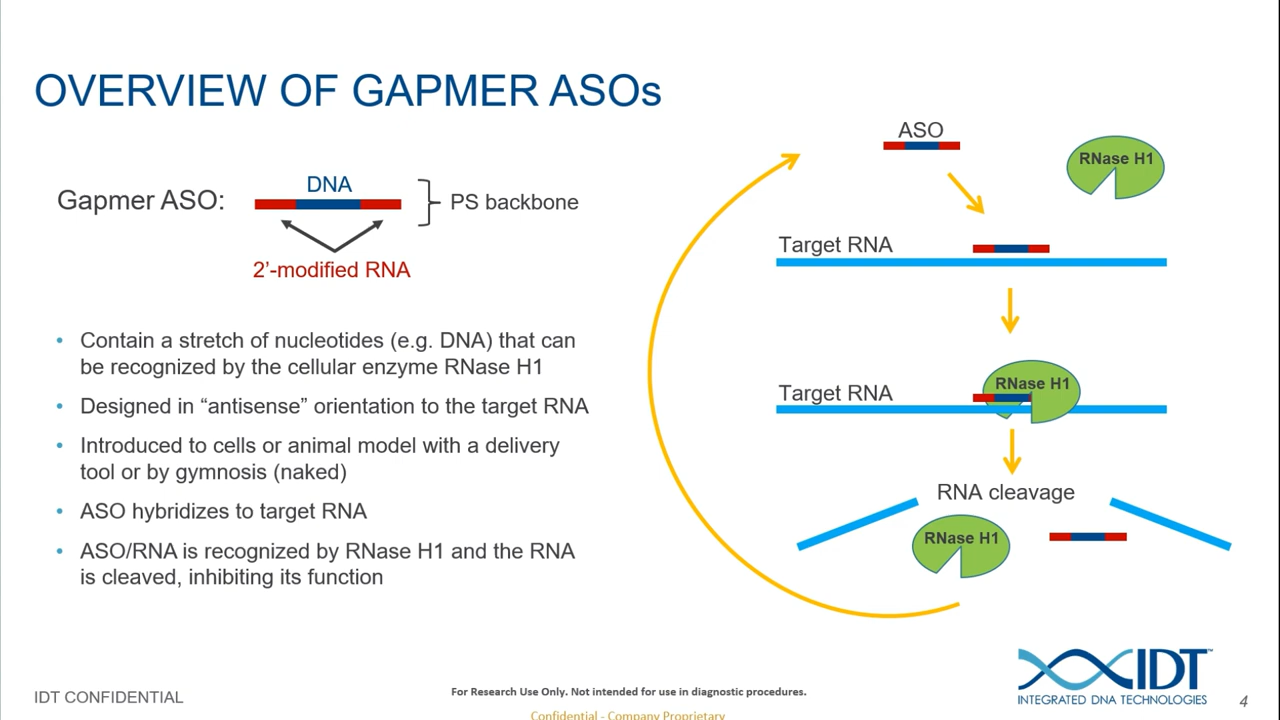 OVERVIEW OF GAPMER ASOs
Gapmer ASO:
DNA
PS backbone
2’-modified RNA
• Contain a stretch of nucleotides (e.g. DNA) that can
be recognized by the cellular enzyme RNase H1
• Designed in “antisense” orientation to the target RNA
• Introduced to cells or animal model with a delivery
tool or by gymnosis (naked)
• ASO hybridizes to target RNA
• ASO/RNA is recognized by RNase H1 and the RNA
is cleaved, inhibiting its function
ASO
RNase H1
Target RNA
Target RNA
RNase H1
RNA cleavage
RNase H1
IDT CONFIDENTIAL
For Research Use Only. Not intended for use in diagnostic procedures.
Confidential - Company Proprietary
IDT™
INTEGRATED DNA TECHNOLOGIES
4